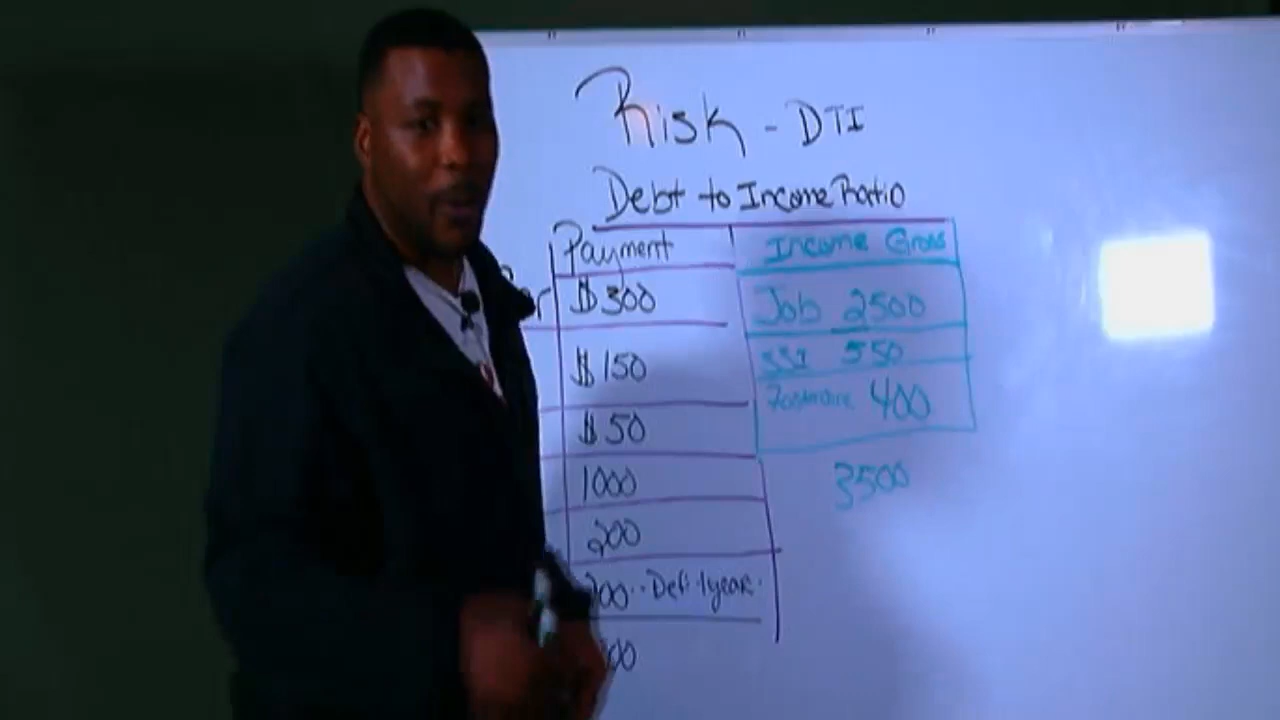 Risk - DTI
Debt to Income Ratio
Payment
Income Gross
$300
Job 2500
$150
SSI 550
400
$50
1000
3500
200
Def. 1year.